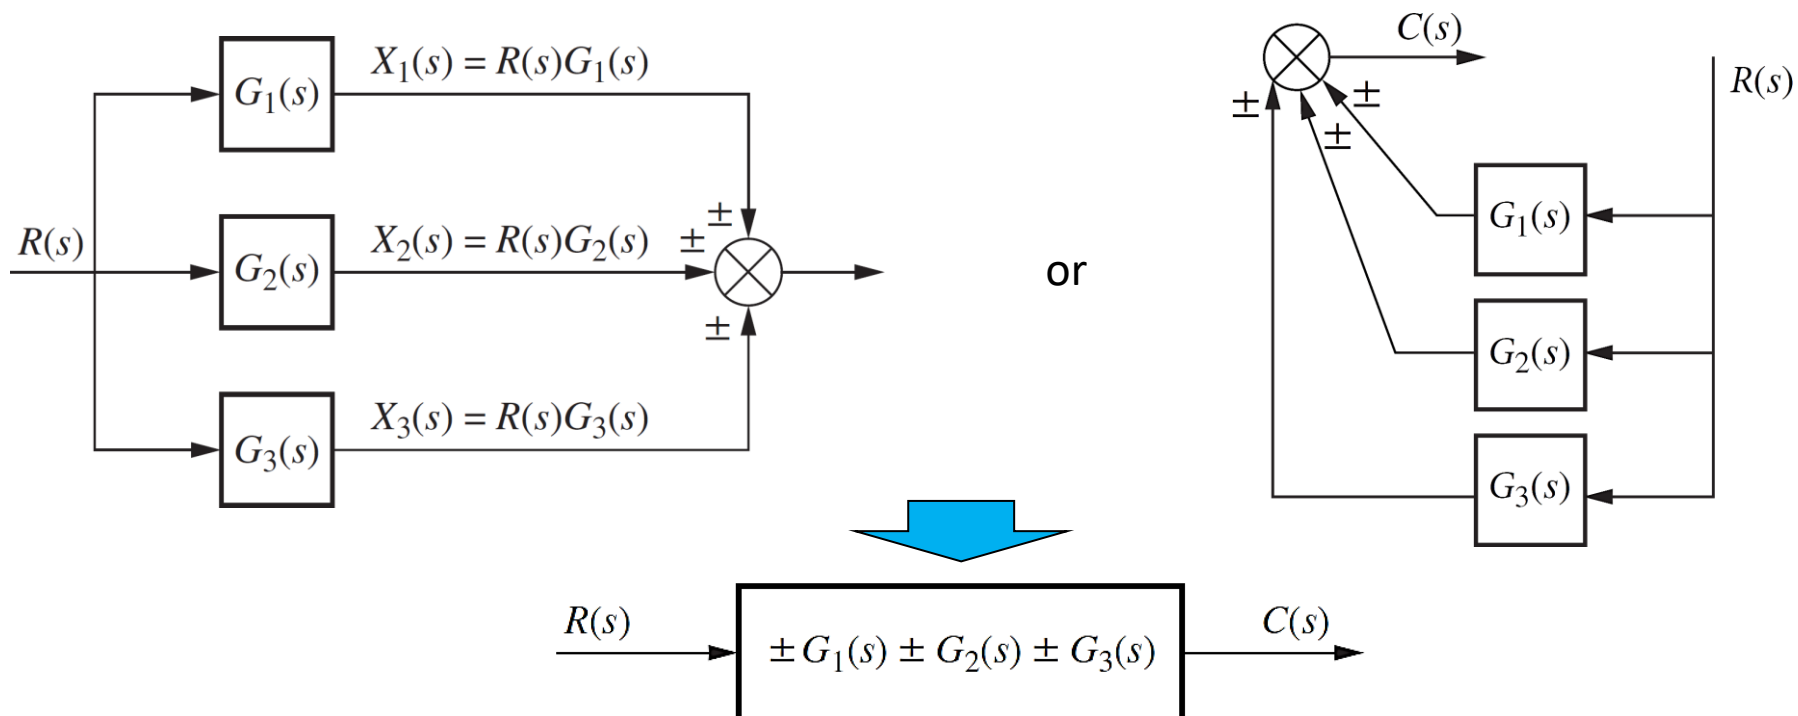 G₁(s)
X₁(s) = R(s)G₁(s)
±
R(s)
G₂(s)
X₂(s) = R(s)G₂(s)
±
±
G₃(s)
X₃(s) = R(s)G₃(s)
or
C(s)
R(s)
±
±
±
G₁(s)
G₂(s)
G₃(s)
R(s)
± G₁(s) ± G₂(s) ± G₃(s)
C(s)